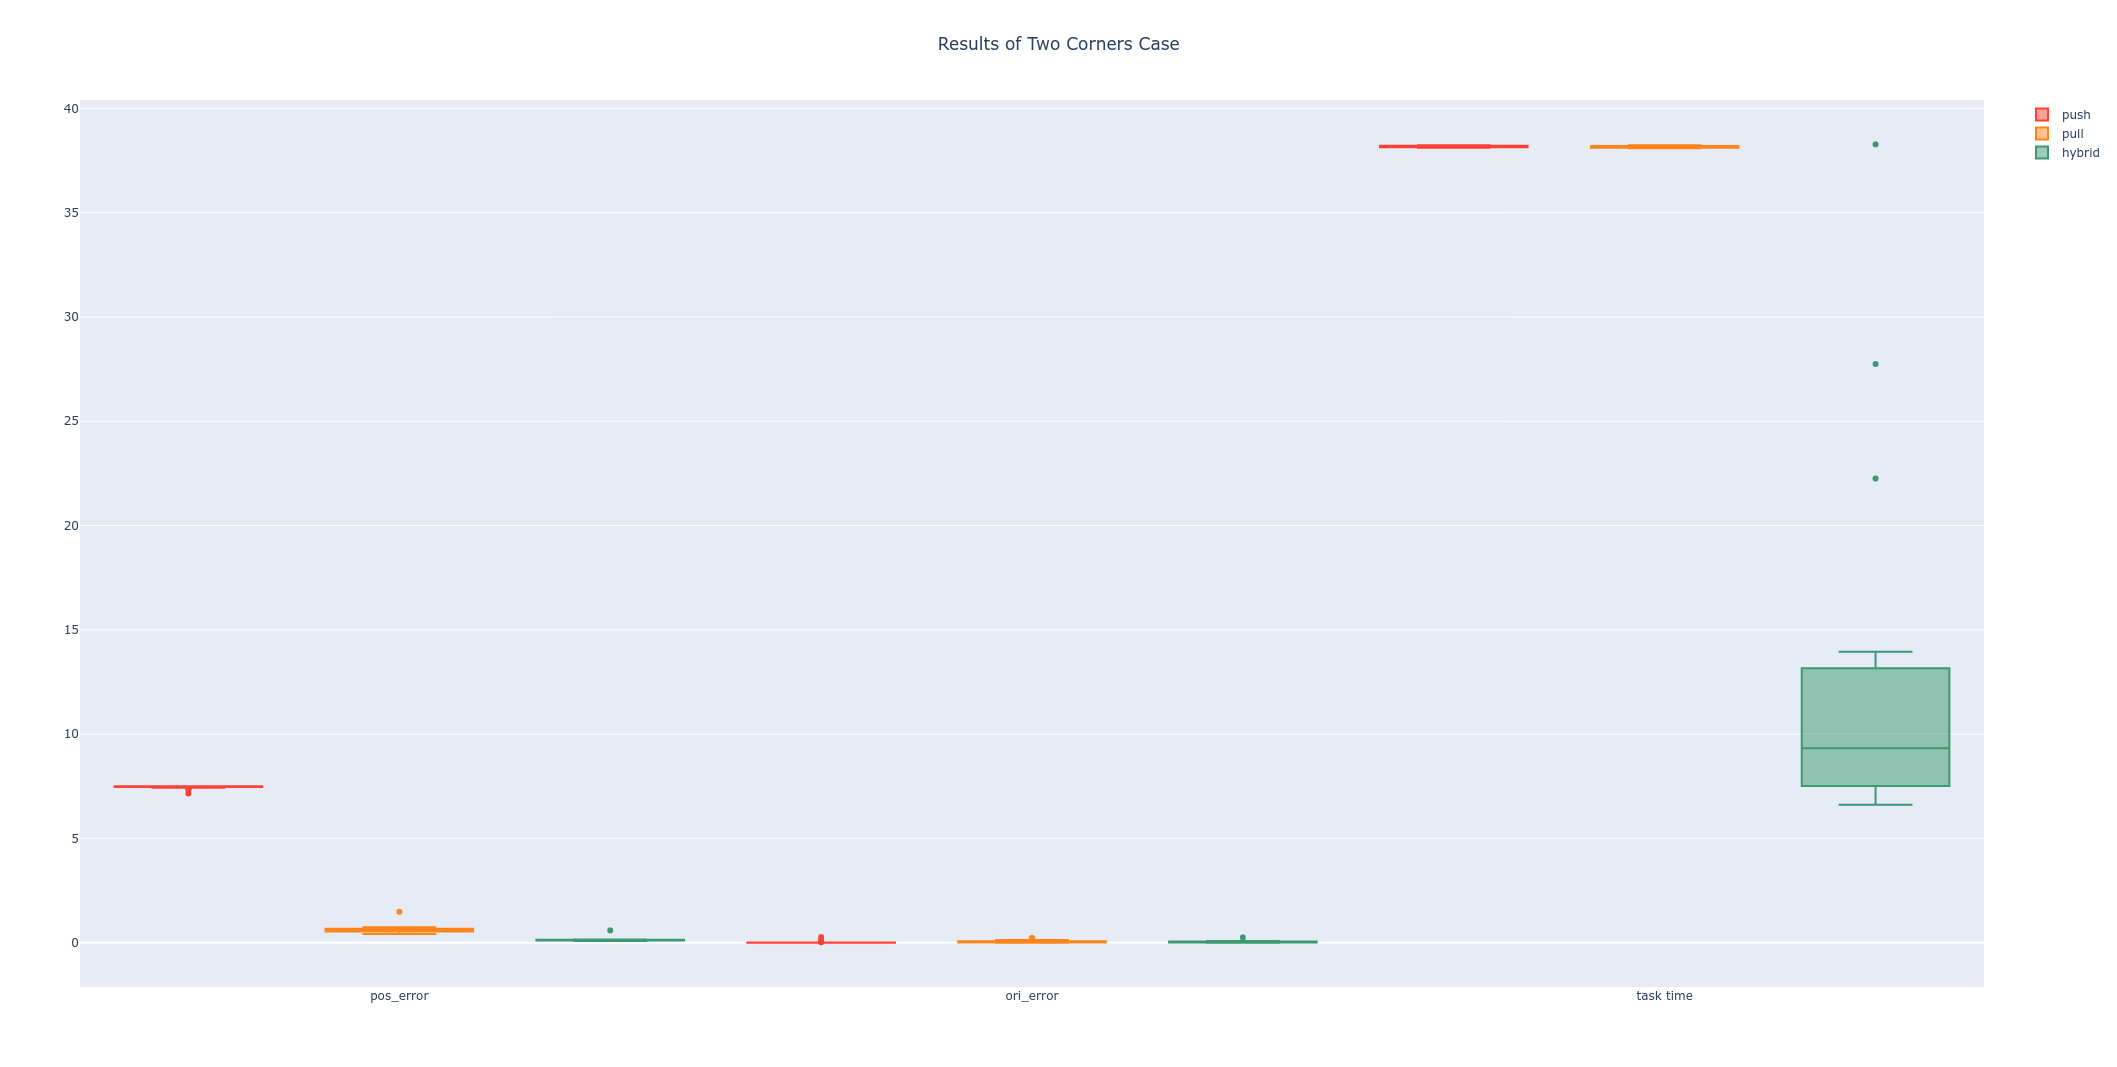 Results of Two Corners Case
40
35
30
25
20
15
10
5
0
pos_error
ori_error
task time
push
pull
hybrid